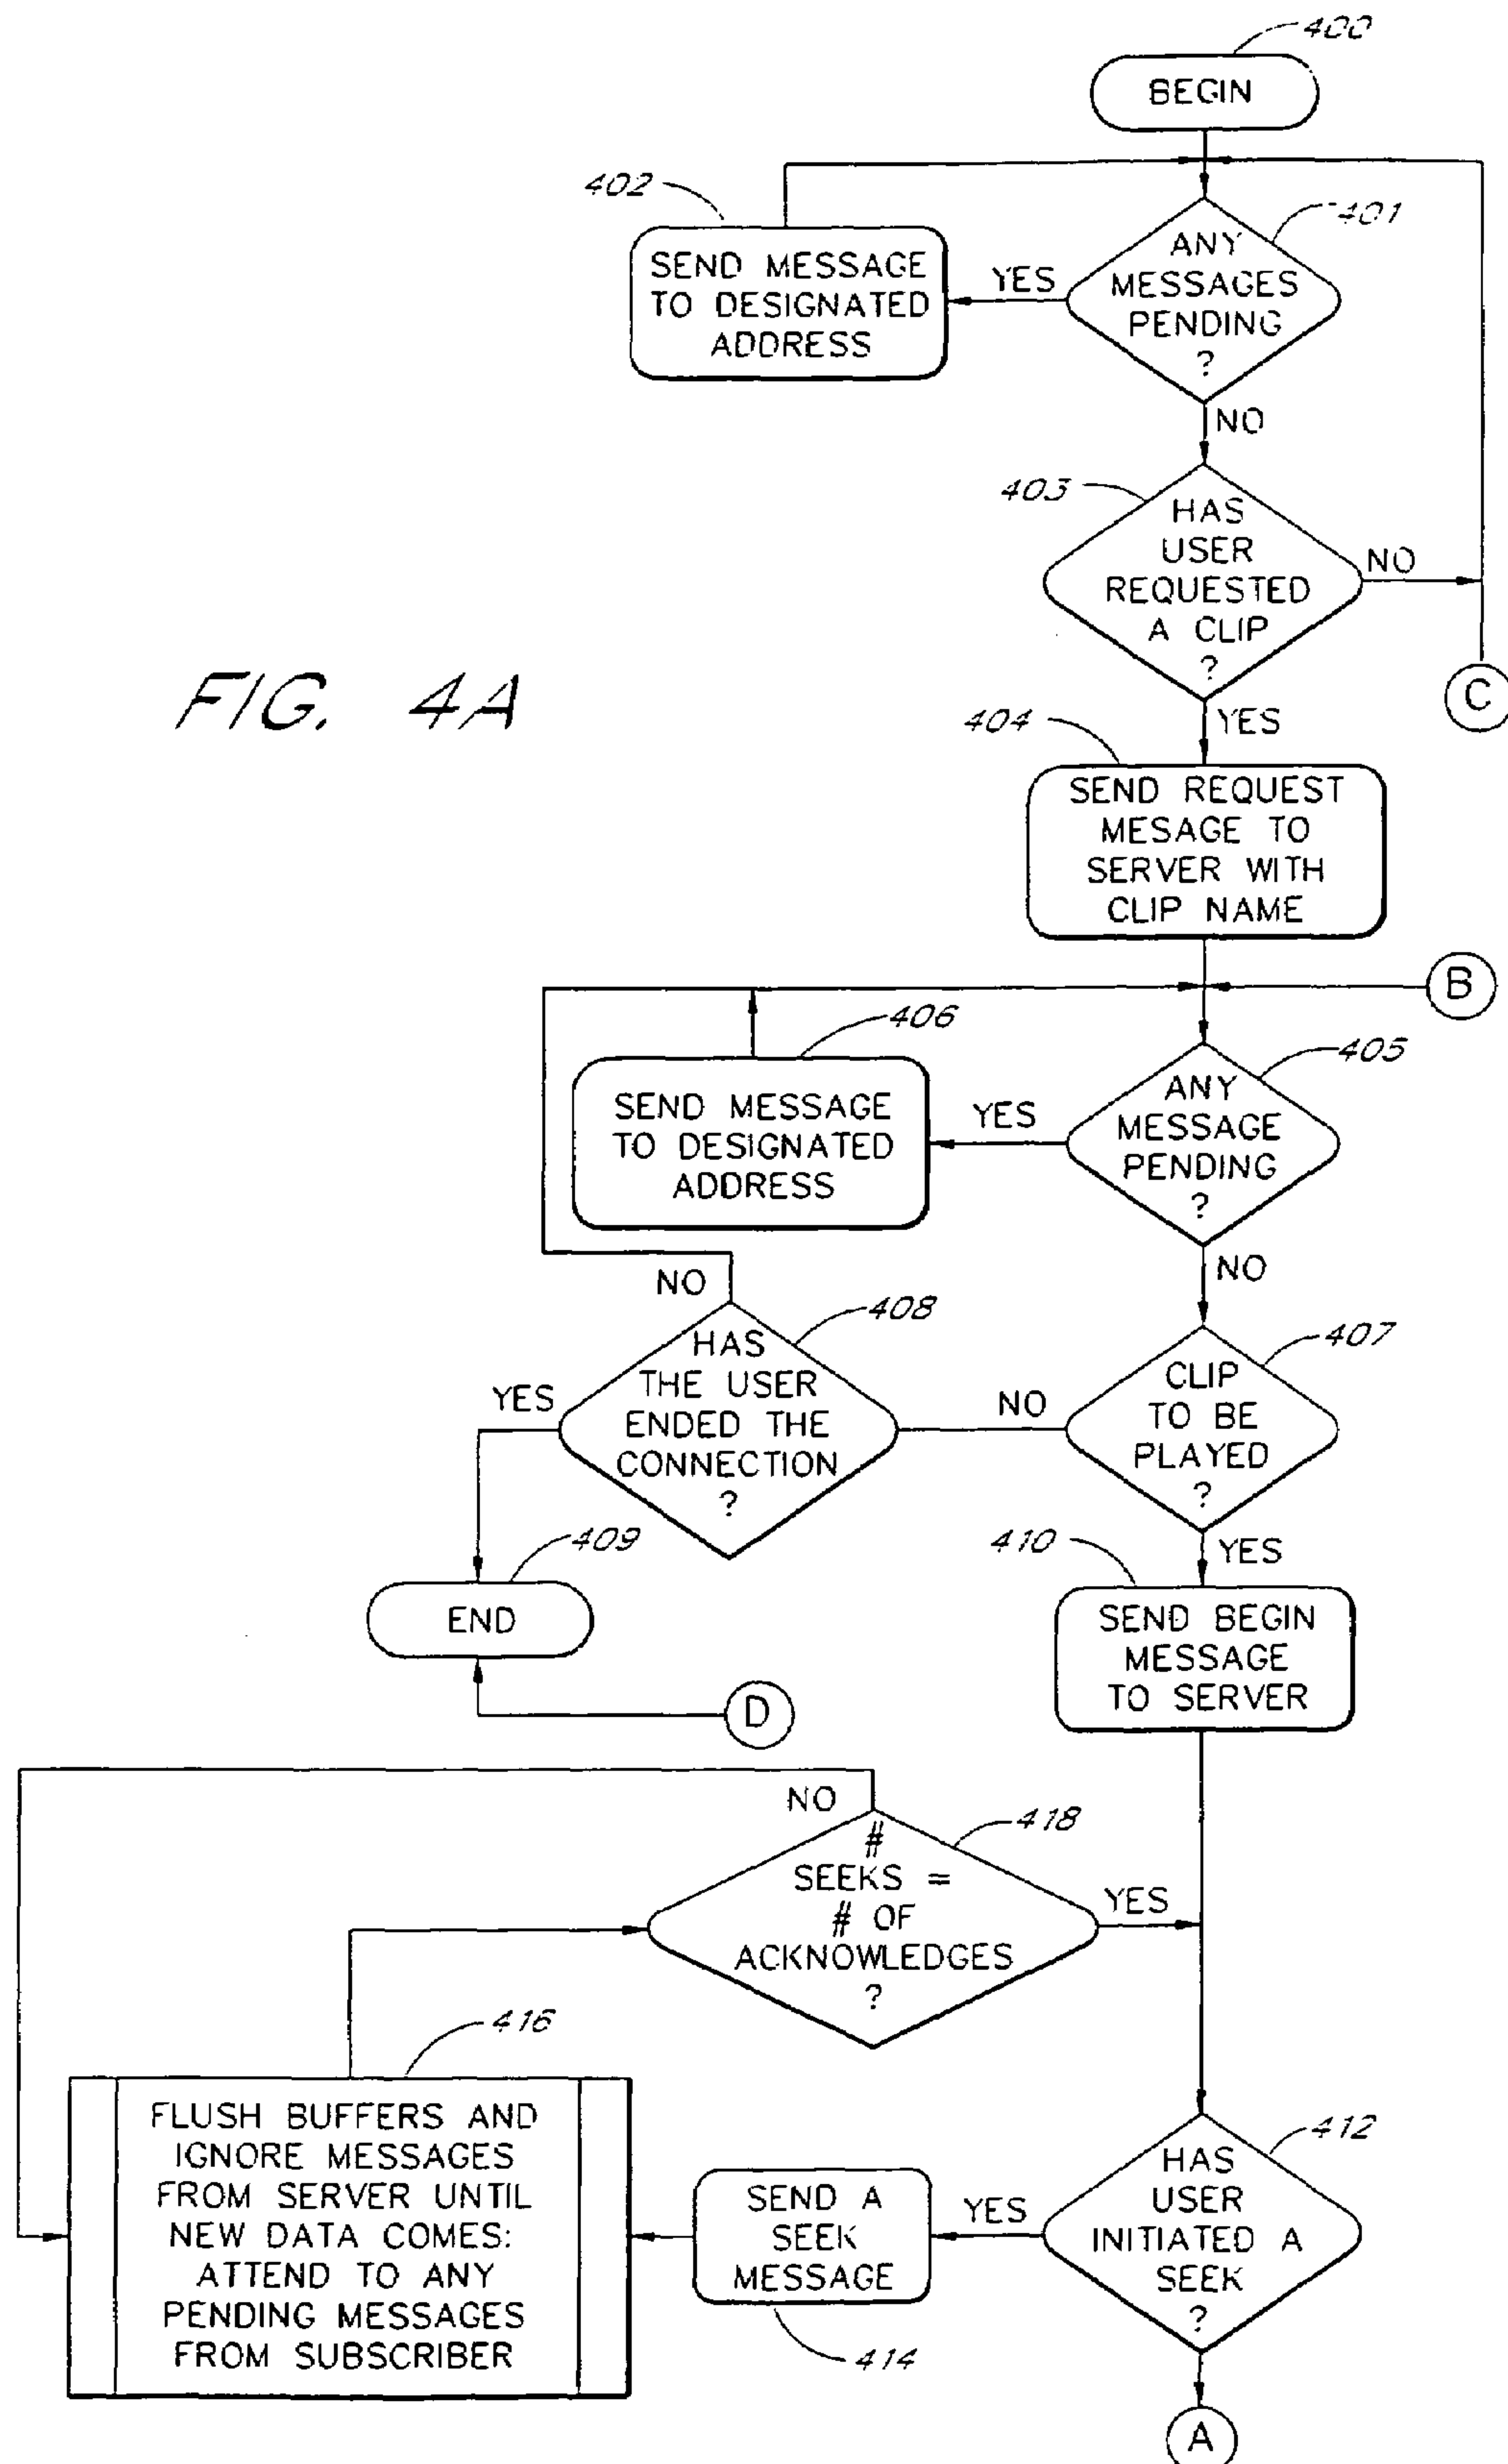 400
BEGIN
402
401
SEND MESSAGE
TO DESIGNATED
ADDRESS
YES
ANY
MESSAGES
PENDING
?
NO
403
HAS
USER
REQUESTED
A CLIP
?
NO
C
FIG. 4A
404
YES
SEND REQUEST
MESAGE TO
SERVER WITH
CLIP NAME
B
406
405
SEND MESSAGE
TO DESIGNATED
ADDRESS
YES
ANY
MESSAGE
PENDING
?
NO
NO
408
407
HAS
THE USER
ENDED THE
CONNECTION
?
YES
NO
CLIP
TO BE
PLAYED
?
409
410
YES
END
SEND BEGIN
MESSAGE
TO SERVER
D
NO
418
#
SEEKS =
# OF
ACKNOWLEDGES
?
YES
416
412
FLUSH BUFFERS AND
IGNORE MESSAGES
FROM SERVER UNTIL
NEW DATA COMES:
ATTEND TO ANY
PENDING MESSAGES
FROM SUBSCRIBER
SEND A
SEEK
MESSAGE
YES
HAS
USER
INITIATED A
SEEK
?
414
A